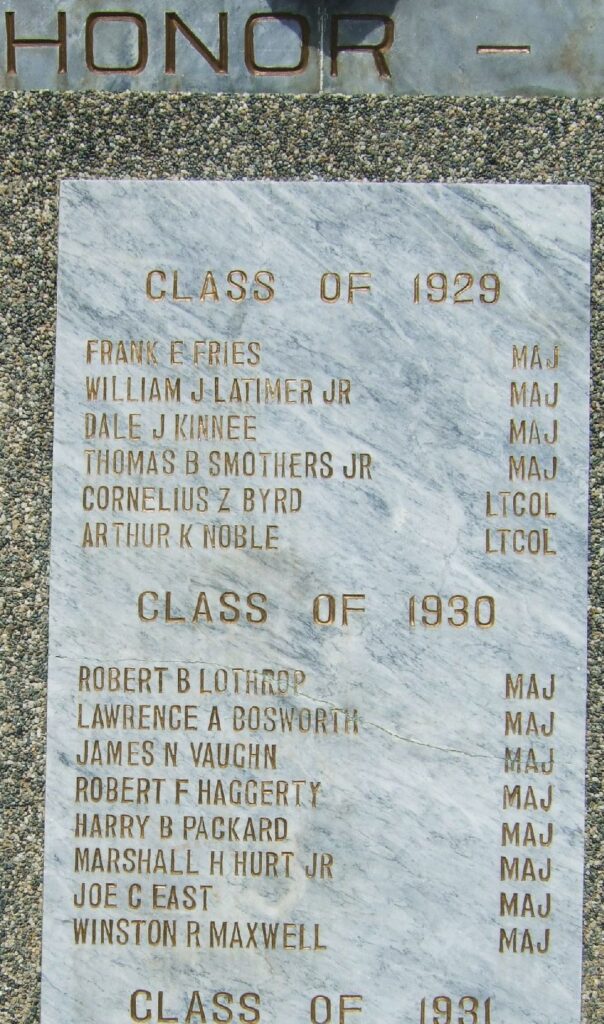 HONOR –
CLASS OF 1929
FRANK E FRIES MAJ
WILLIAM J LATIMER JR MAJ
DALE J KINNEE MAJ
THOMAS B SMOTHERS JR MAJ
CORNELIUS Z BYRD LTCOL
ARTHUR K NOBLE LTCOL
CLASS OF 1930
ROBERT B LOTHROP MAJ
LAWRENCE A BOSWORTH MAJ
JAMES N VAUGHN MAJ
ROBERT F HAGGERTY MAJ
HARRY B PACKARD MAJ
MARSHALL H HURT JR MAJ
JOE C EAST MAJ
WINSTON R MAXWELL MAJ
CLASS OF 1931